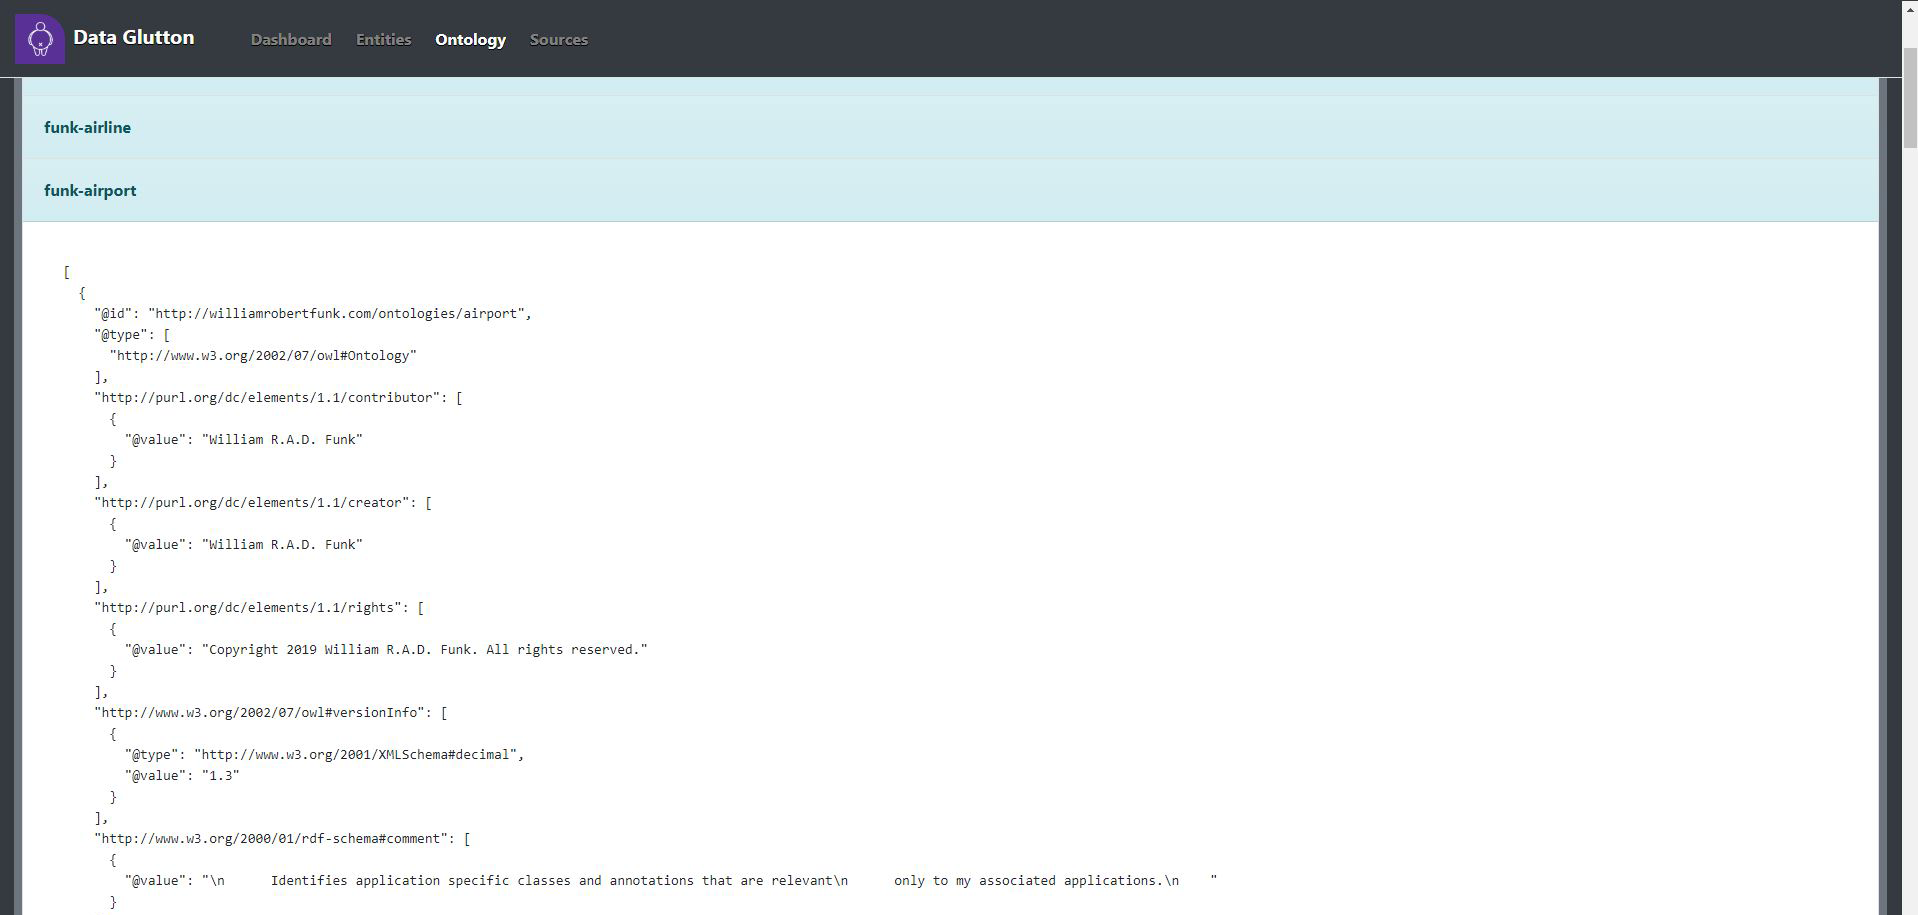 Data Glutton
Dashboard Entities Ontology Sources
funk-airline
funk-airport
[
{
"@id": "http://williamrobertfunk.com/ontologies/airport",
"@type": [
"http://www.w3.org/2002/07/owl#Ontology"
],
"http://purl.org/dc/elements/1.1/contributor": [
{
"@value": "William R.A.D. Funk"
}
],
"http://purl.org/dc/elements/1.1/creator": [
{
"@value": "William R.A.D. Funk"
}
],
"http://purl.org/dc/elements/1.1/rights": [
{
"@value": "Copyright 2019 William R.A.D. Funk. All rights reserved."
}
],
"http://www.w3.org/2002/07/owl#versionInfo": [
{
"@type": "http://www.w3.org/2001/XMLSchema#decimal",
"@value": "1.3"
}
],
"http://www.w3.org/2000/01/rdf-schema#comment": [
{
"@value": "\n      Identifies application specific classes and annotations that are relevant\n      only to my associated applications.\n    "
}